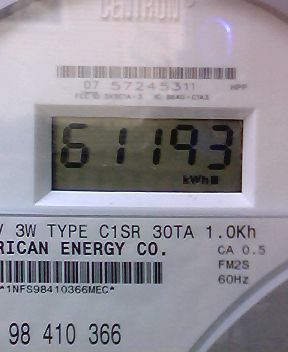 CENTRON
07 57245311 HPP
61193
kWh
V 3W TYPE C1SR 30TA 1.0Kh
RICAN ENERGY CO. CA 0.5
FM2S
*1NFS98410366MEC* 60Hz
98 410 366